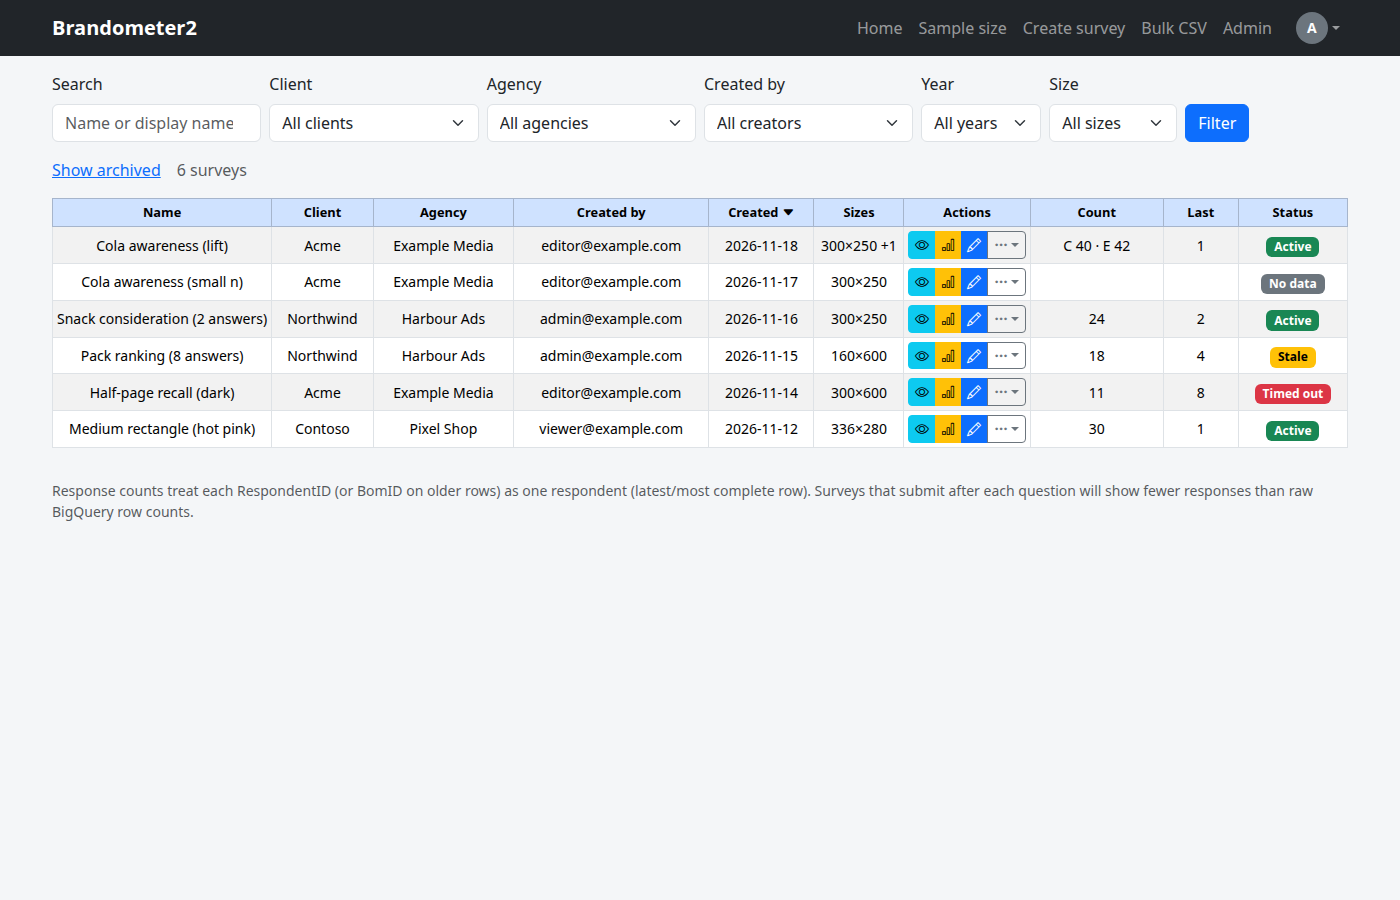 Brandometer2
Home Sample size Create survey Bulk CSV Admin A
Search Client Agency Created by Year Size
Name or display name All clients All agencies All creators All years All sizes Filter
Show archived 6 surveys
Name Client Agency Created by Created Sizes Actions Count Last Status
Cola awareness (lift) Acme Example Media editor@example.com 2026-11-18 300×250 +1 C 40 · E 42 1 Active
Cola awareness (small n) Acme Example Media editor@example.com 2026-11-17 300×250 No data
Snack consideration (2 answers) Northwind Harbour Ads admin@example.com 2026-11-16 300×250 24 2 Active
Pack ranking (8 answers) Northwind Harbour Ads admin@example.com 2026-11-15 160×600 18 4 Stale
Half-page recall (dark) Acme Example Media editor@example.com 2026-11-14 300×600 11 8 Timed out
Medium rectangle (hot pink) Contoso Pixel Shop viewer@example.com 2026-11-12 336×280 30 1 Active
Response counts treat each RespondentID (or BomID on older rows) as one respondent (latest/most complete row). Surveys that submit after each question will show fewer responses than raw
BigQuery row counts.